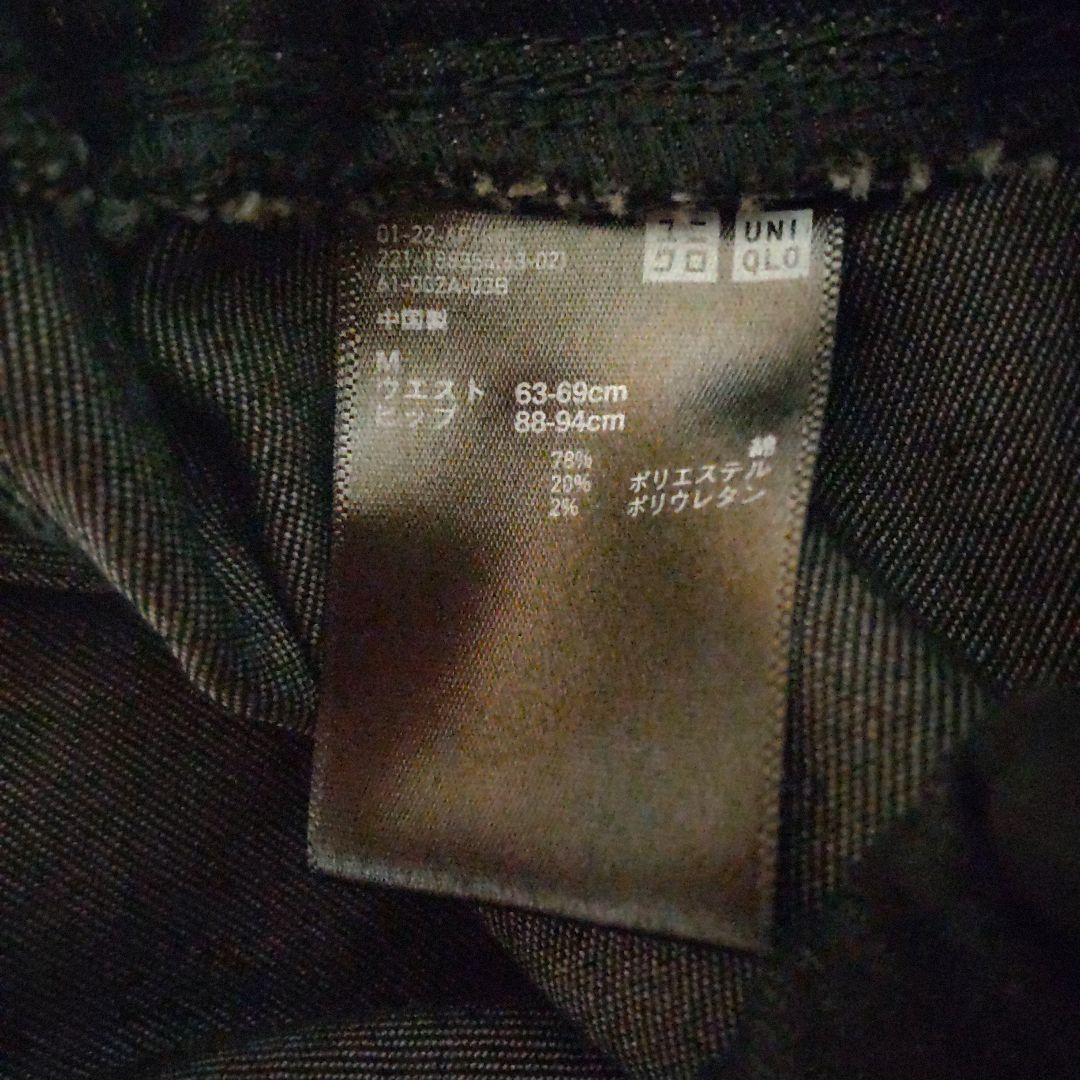 ユニ
クロ
UNI
QLO
61-002A-03B
中国製
M
ウエスト 63-69cm
ヒップ 88-94cm
78% 綿
20% ポリエステル
2% ポリウレタン